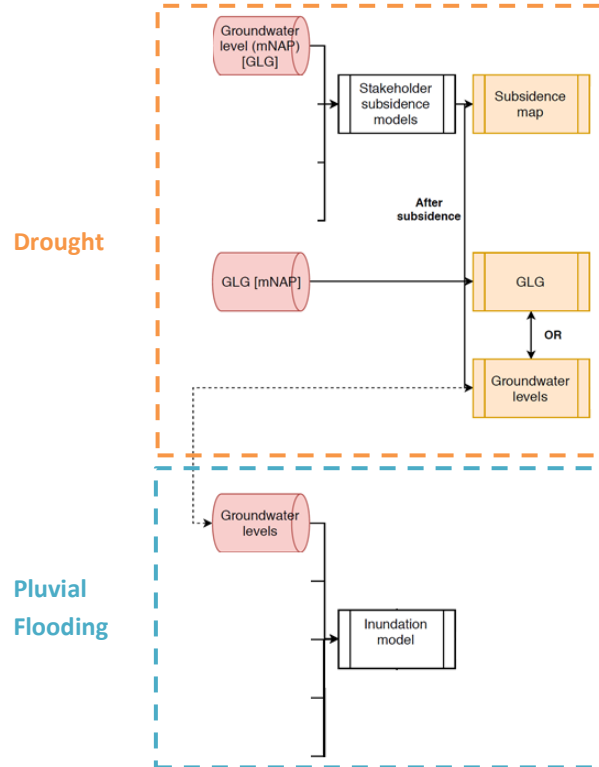 Groundwater
level (mNAP)
[GLG]
Stakeholder
subsidence
models
Subsidence
map
After
subsidence
Drought
GLG [mNAP]
GLG
OR
Groundwater
levels
Groundwater
levels
Pluvial
Flooding
Inundation
model